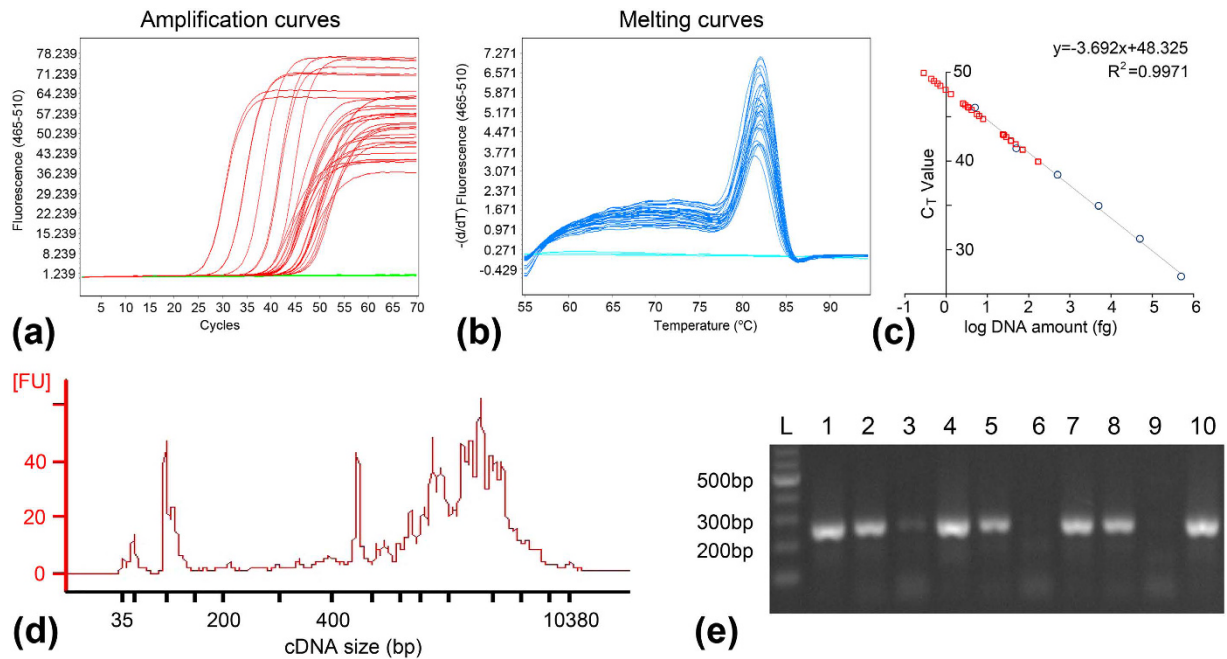 Amplification curves
Fluorescence (465-510)
78.239
71.239
64.239
57.239
50.239
43.239
36.239
29.239
22.239
15.239
8.239
1.239
5 10 15 20 25 30 35 40 45 50 55 60 65 70
Cycles
(a)
Melting curves
-(d/dT) Fluorescence (465-510)
7.271
6.571
5.871
5.171
4.471
3.771
3.071
2.371
1.671
0.971
0.271
-0.429
55 60 65 70 75 80 85 90
Temperature (°C)
(b)
y=-3.692x+48.325
R²=0.9971
CT Value
50
40
30
-1 0 1 2 3 4 5 6
log DNA amount (fg)
(c)
[FU]
40
20
0
35 200 400 10380
cDNA size (bp)
(d)
L 1 2 3 4 5 6 7 8 9 10
500bp
300bp
200bp
(e)